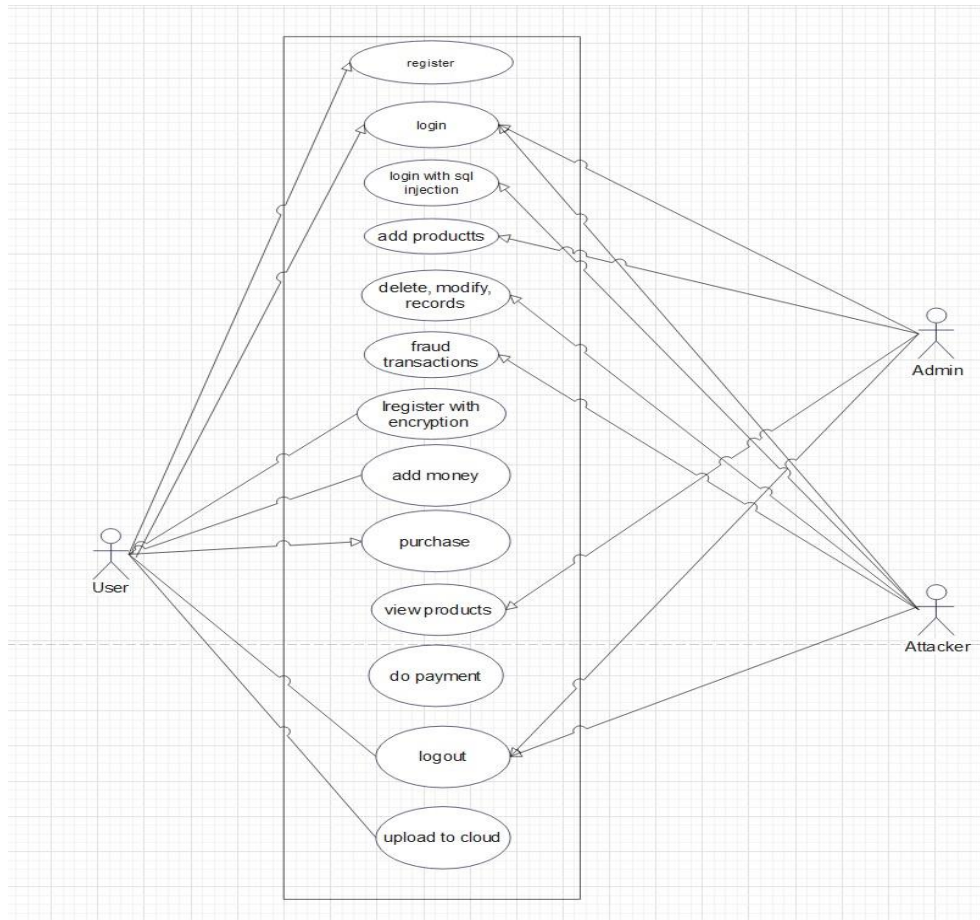 register
login
login with sql
injection
add productts
delete, modify,
records
fraud
transactions
lregister with
encryption
add money
purchase
view products
do payment
logout
upload to cloud
User
Admin
Attacker